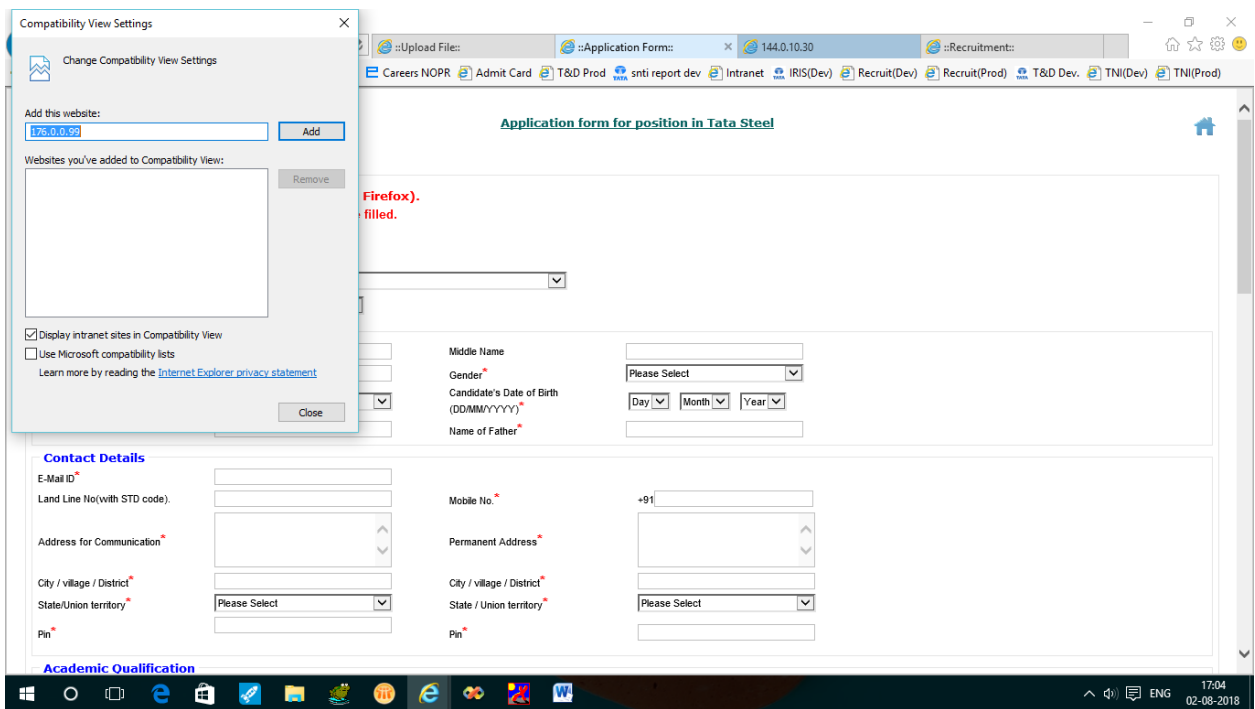 Compatibility View Settings
Change Compatibility View Settings
Add this website:
176.0.0.99
Add
Websites you've added to Compatibility View:
Remove
Display intranet sites in Compatibility View
Use Microsoft compatibility lists
Learn more by reading the Internet Explorer privacy statement
Close
::Upload File::
::Application Form::
144.0.10.30
::Recruitment::
Careers NOPR Admit Card T&D Prod snti report dev Intranet IRIS(Dev) Recruit(Dev) Recruit(Prod) T&D Dev. TNI(Dev) TNI(Prod)
Application form for position in Tata Steel
Firefox).
filled.
Middle Name
Gender* Please Select
Candidate's Date of Birth
(DD/MM/YYYY)* Day Month Year
Name of Father*
Contact Details
E-Mail ID*
Land Line No(with STD code). Mobile No.* +91
Address for Communication* Permanent Address*
City / village / District* City / village / District*
State/Union territory* Please Select State / Union territory* Please Select
Pin* Pin*
Academic Qualification
ENG
17:04
02-08-2018